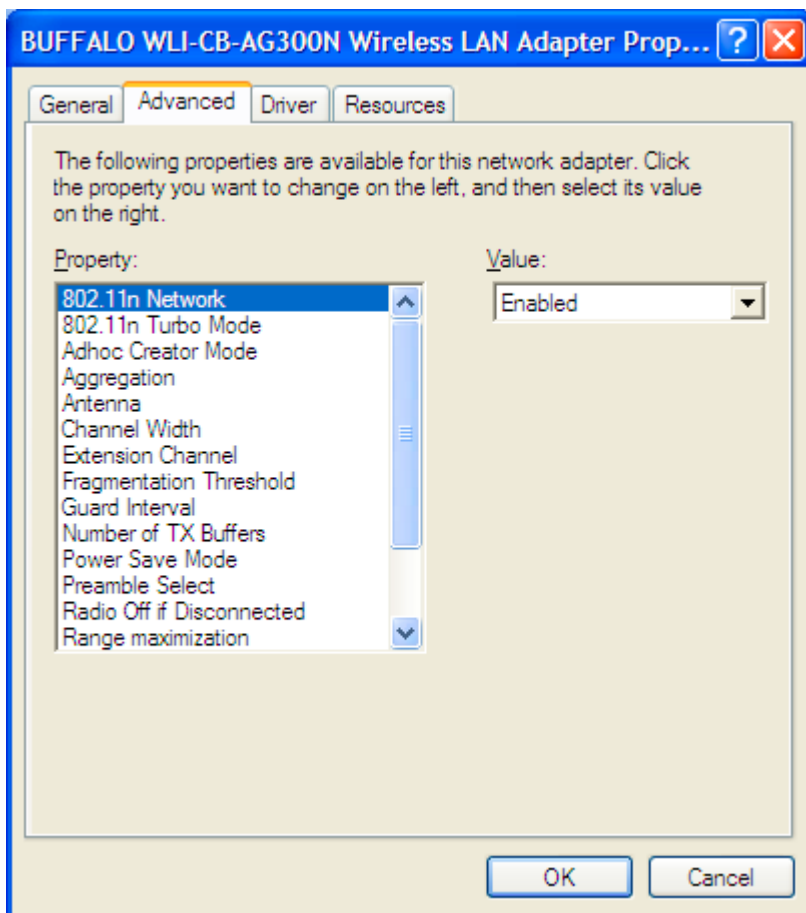 BUFFALO WLI-CB-AG300N Wireless LAN Adapter Prop...
General Advanced Driver Resources
The following properties are available for this network adapter. Click
the property you want to change on the left, and then select its value
on the right.
Property: Value:
802.11n Network Enabled
802.11n Turbo Mode
Adhoc Creator Mode
Aggregation
Antenna
Channel Width
Extension Channel
Fragmentation Threshold
Guard Interval
Number of TX Buffers
Power Save Mode
Preamble Select
Radio Off if Disconnected
Range maximization
OK Cancel